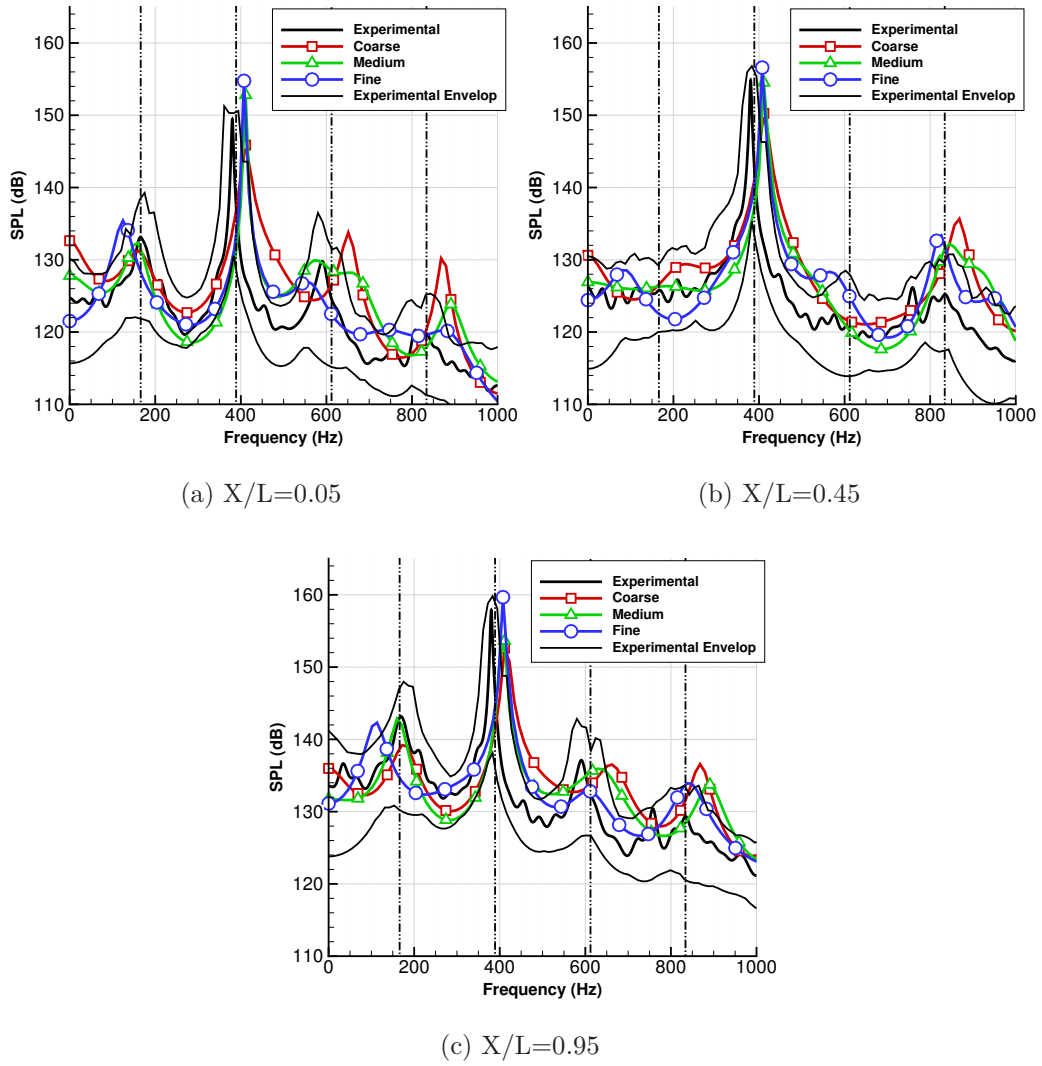 160
150
140
130
120
110
0
200
400
600
800
1000
SPL (dB)
Frequency (Hz)
Experimental
Coarse
Medium
Fine
Experimental Envelop
(a) X/L=0.05
160
150
140
130
120
110
0
200
400
600
800
1000
SPL (dB)
Frequency (Hz)
Experimental
Coarse
Medium
Fine
Experimental Envelop
(b) X/L=0.45
160
150
140
130
120
110
0
200
400
600
800
1000
SPL (dB)
Frequency (Hz)
Experimental
Coarse
Medium
Fine
Experimental Envelop
(c) X/L=0.95